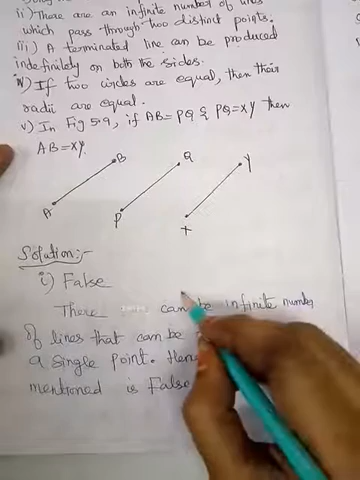 ii) There are an infinite number of lines
which pass through two distinct points.
iii) A terminated line can be produced
indefinitely on both the sides.
iv) If two circles are equal, then their
radii are equal.
v) In Fig 5.9, if AB = PQ & PQ = XY then
AB = XY.
A B P Q X Y
Solution:-
i) False
There can be infinite number
of lines that can be
a single point. Hen
mentioned is False